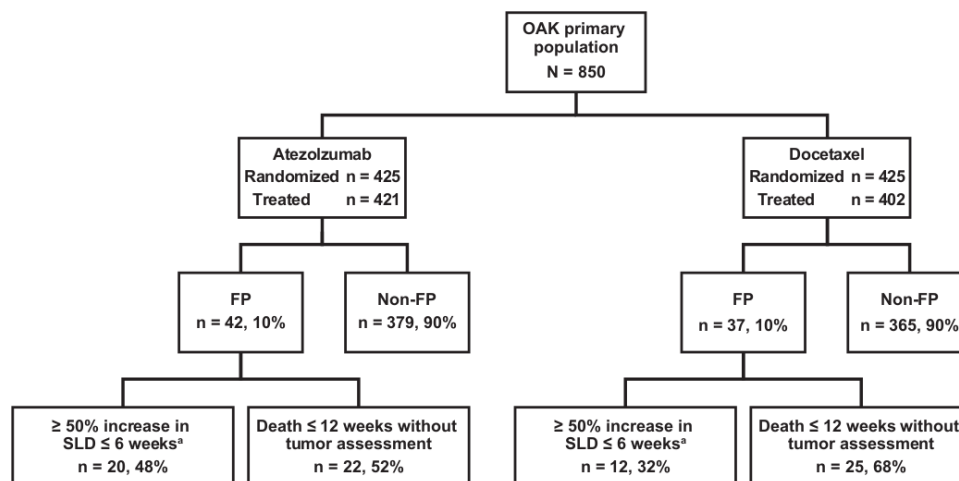 OAK primary
population
N = 850
Atezolzumab
Randomized n = 425
Treated n = 421
Docetaxel
Randomized n = 425
Treated n = 402
FP
n = 42, 10%
Non-FP
n = 379, 90%
FP
n = 37, 10%
Non-FP
n = 365, 90%
≥ 50% increase in
SLD ≤ 6 weeksᵃ
n = 20, 48%
Death ≤ 12 weeks without
tumor assessment
n = 22, 52%
≥ 50% increase in
SLD ≤ 6 weeksᵃ
n = 12, 32%
Death ≤ 12 weeks without
tumor assessment
n = 25, 68%